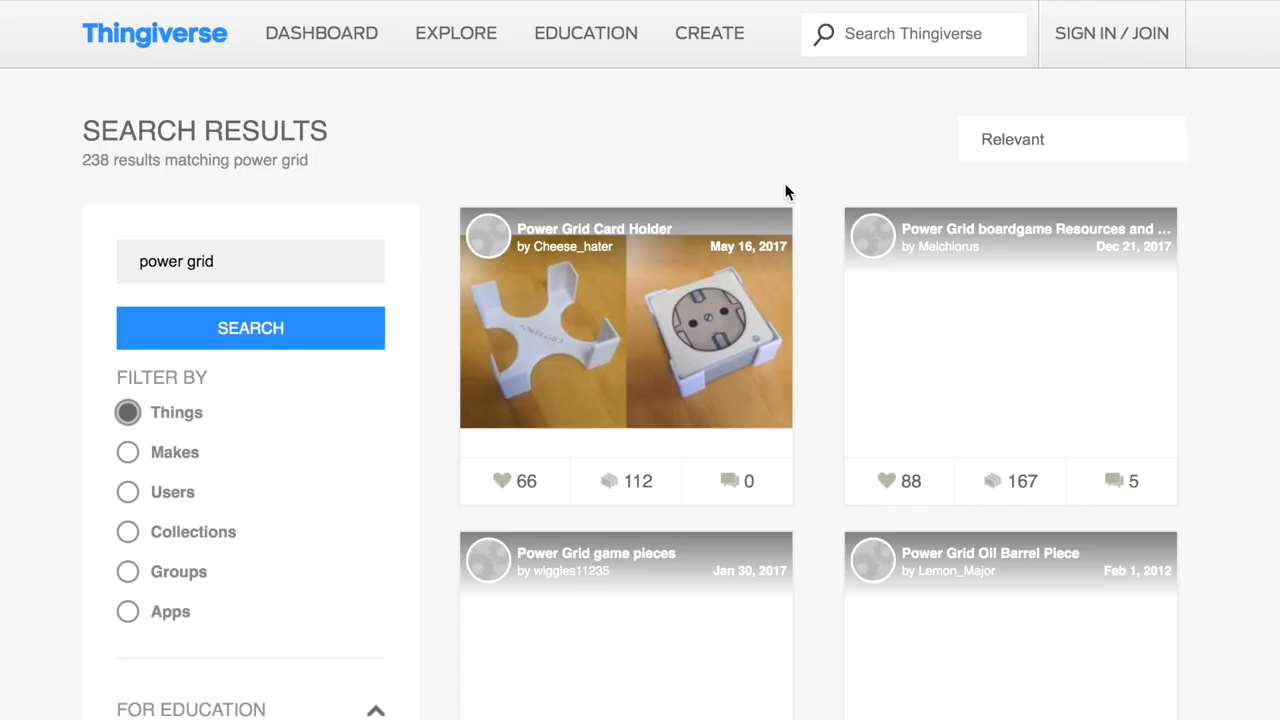 Thingiverse DASHBOARD EXPLORE EDUCATION CREATE Search Thingiverse SIGN IN / JOIN
SEARCH RESULTS
238 results matching power grid
Relevant
power grid
SEARCH
FILTER BY
Things
Makes
Users
Collections
Groups
Apps
FOR EDUCATION
Power Grid Card Holder
by Cheese_hater May 16, 2017
POWER GRID
66 112 0
Power Grid boardgame Resources and ...
by Melchiorus Dec 21, 2017
88 167 5
Power Grid game pieces
by wiggles11235 Jan 30, 2017
Power Grid Oil Barrel Piece
by Lemon_Major Feb 1, 2012